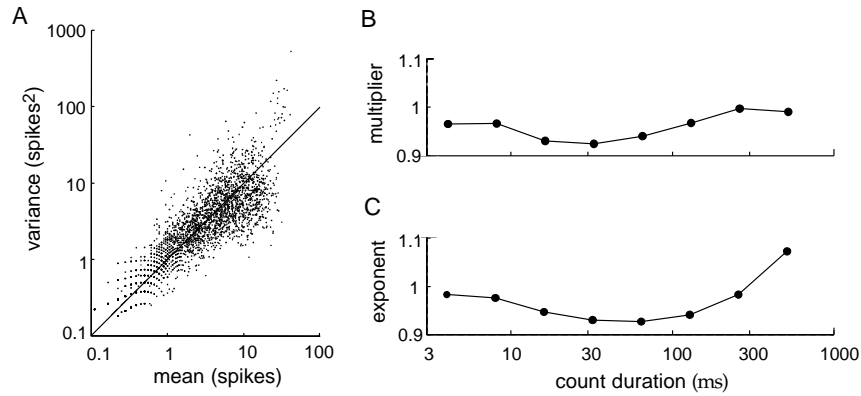 A
1000
100
10
1
0.1
variance (spikes²)
0.1 1 10 100
mean (spikes)
B
1.1
1
0.9
multiplier
C
1.1
1
0.9
exponent
3 10 30 100 300 1000
count duration (ms)